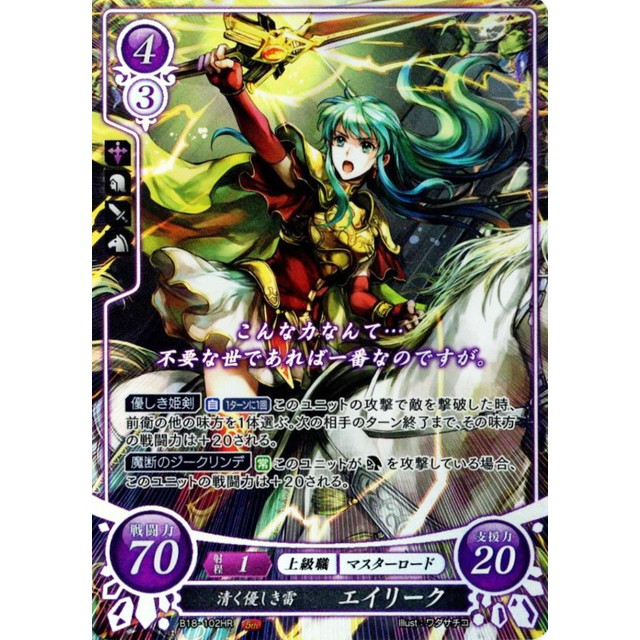 4
3
こんな力なんて…
不要な世であれば一番なのですが。
優しき姫剣 自 1ターンに1回 このユニットの攻撃で敵を撃破した時、
前衛の他の味方を1体選ぶ。次の相手のターン終了まで、その味方
の戦闘力は＋20される。
魔断のジークリンデ 常 このユニットが を攻撃している場合、
このユニットの戦闘力は＋20される。
戦闘力
70
射程 1 上級職 マスターロード
支援力
20
清く優しき雷 エイリーク
B18-102HR 5th Illust：ワダサチコ